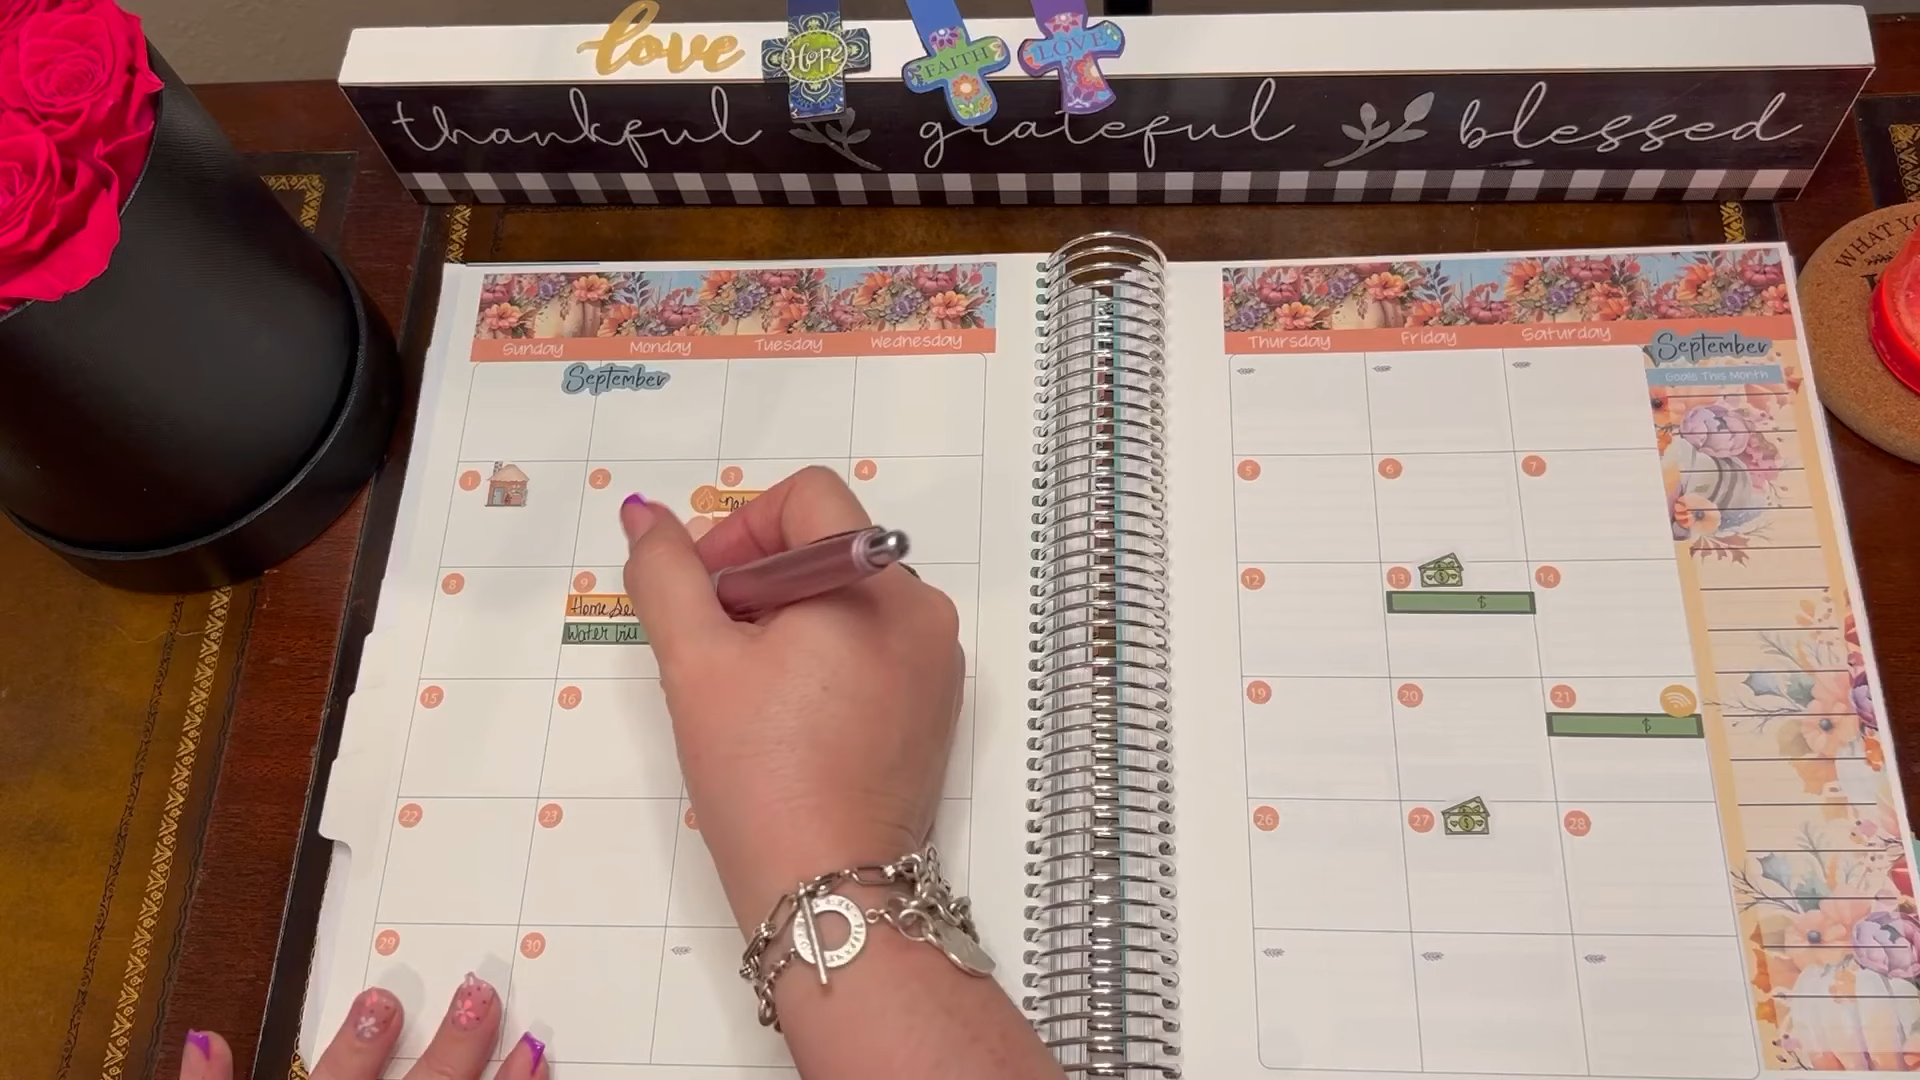 love
Hope
FAITH
LOVE
thankful grateful blessed
WHAT YO
Sunday Monday Tuesday Wednesday
Thursday Friday Saturday
September
September
Goals This Month
1 2 3 4
5 6 7
8 9
Water
12 13 14
$
15 16
19 20 21
$
22 23
26 27 28
29 30